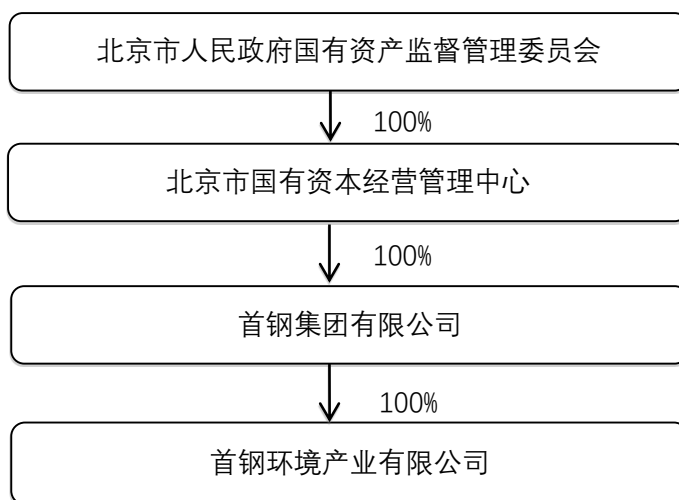 北京市人民政府国有资产监督管理委员会
100%
北京市国有资本经营管理中心
100%
首钢集团有限公司
100%
首钢环境产业有限公司